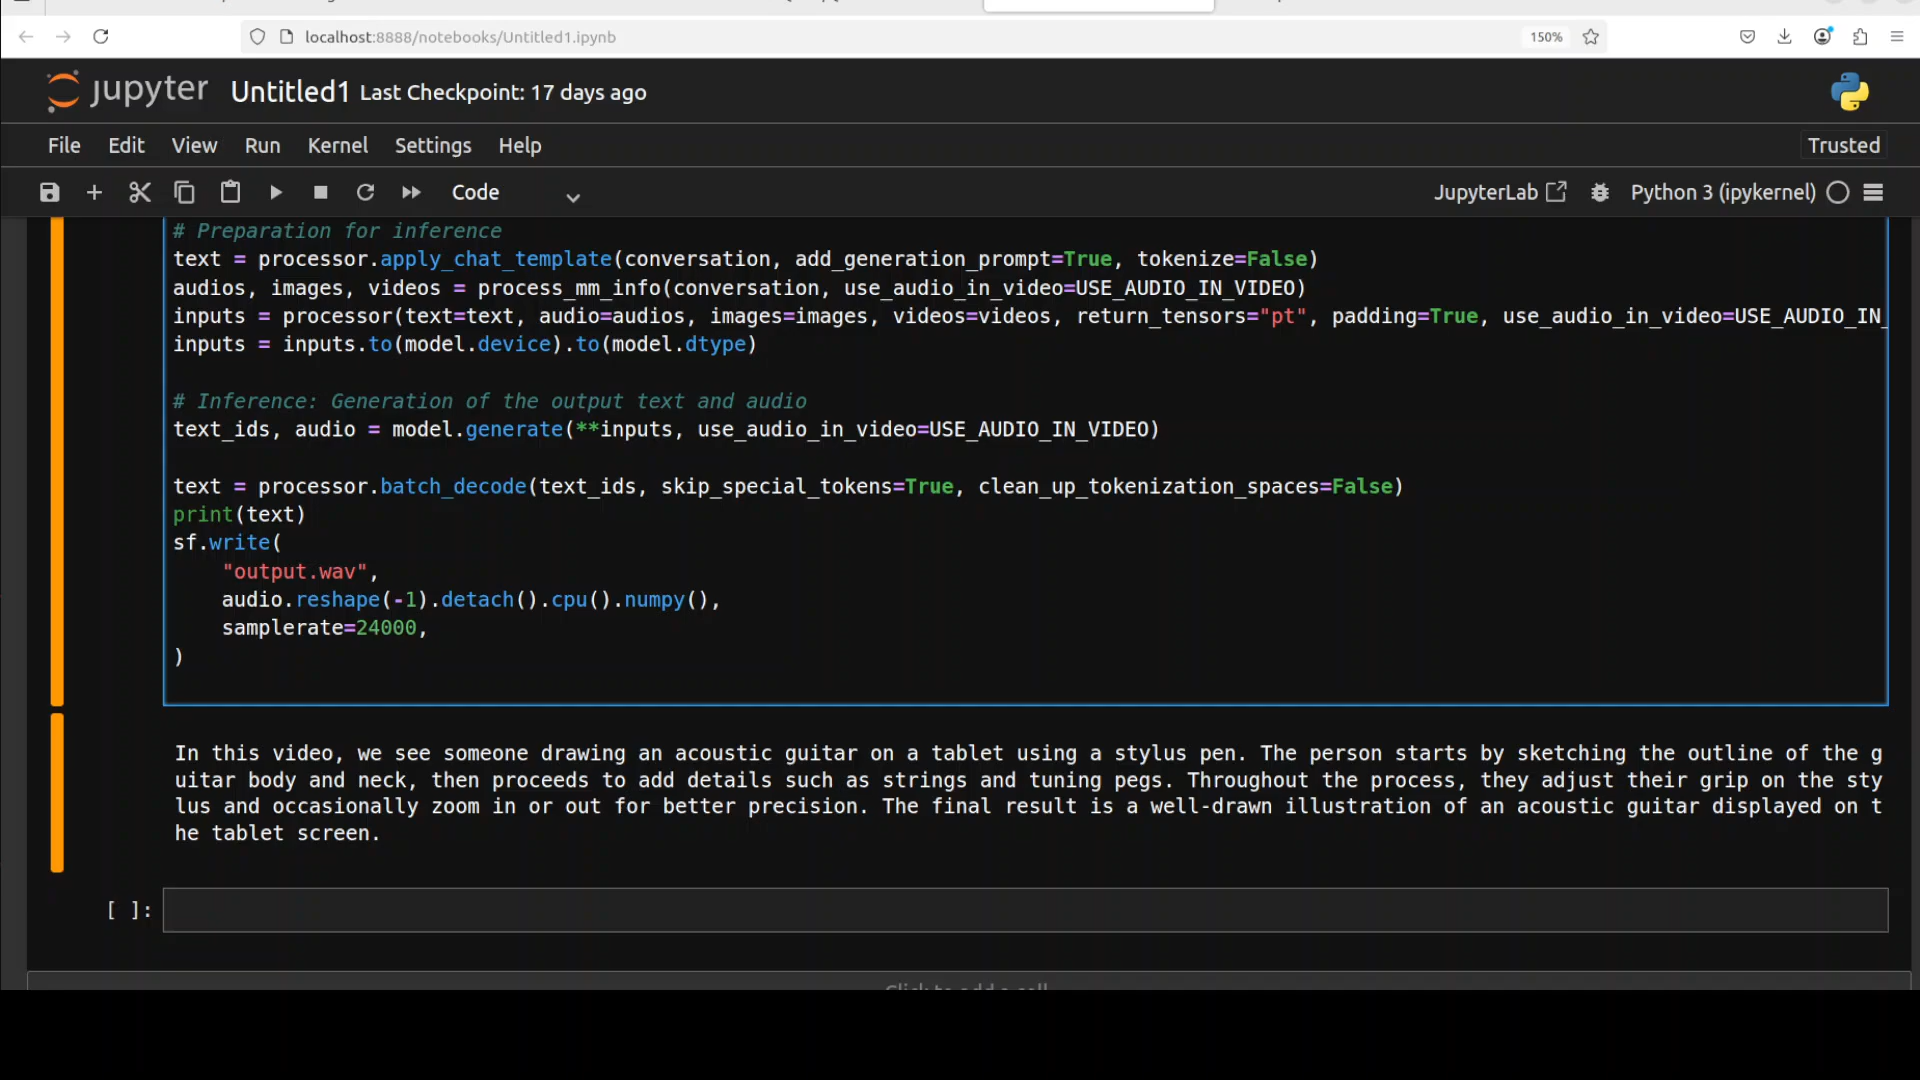 localhost:8888/notebooks/Untitled1.ipynb
150%
jupyter Untitled1 Last Checkpoint: 17 days ago
File Edit View Run Kernel Settings Help
Trusted
Code
JupyterLab
Python 3 (ipykernel)
# Preparation for inference
text = processor.apply_chat_template(conversation, add_generation_prompt=True, tokenize=False)
audios, images, videos = process_mm_info(conversation, use_audio_in_video=USE_AUDIO_IN_VIDEO)
inputs = processor(text=text, audio=audios, images=images, videos=videos, return_tensors="pt", padding=True, use_audio_in_video=USE_AUDIO_IN_
inputs = inputs.to(model.device).to(model.dtype)
# Inference: Generation of the output text and audio
text_ids, audio = model.generate(**inputs, use_audio_in_video=USE_AUDIO_IN_VIDEO)
text = processor.batch_decode(text_ids, skip_special_tokens=True, clean_up_tokenization_spaces=False)
print(text)
sf.write(
    "output.wav",
    audio.reshape(-1).detach().cpu().numpy(),
    samplerate=24000,
)
In this video, we see someone drawing an acoustic guitar on a tablet using a stylus pen. The person starts by sketching the outline of the g
uitar body and neck, then proceeds to add details such as strings and tuning pegs. Throughout the process, they adjust their grip on the sty
lus and occasionally zoom in or out for better precision. The final result is a well-drawn illustration of an acoustic guitar displayed on t
he tablet screen.
[ ]:
Click to add a cell